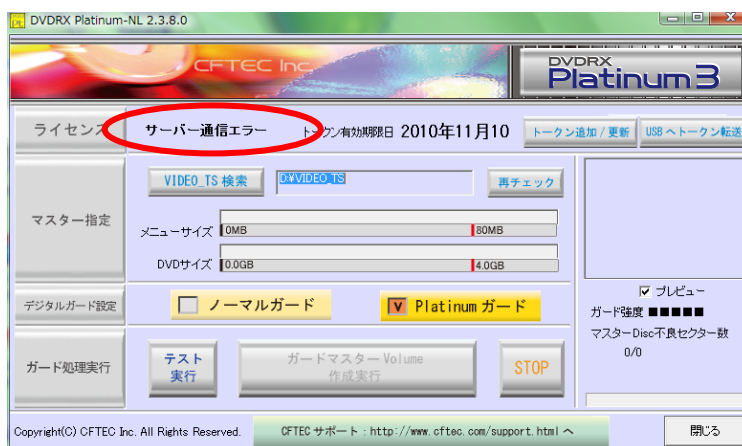 DVDRX Platinum-NL 2.3.8.0
CFTEC Inc.
DVDRX
Platinum 3
ライセンス
サーバー通信エラー
トークン有効期限日 2010年11月10
トークン追加 / 更新
USB へトークン転送
マスター指定
VIDEO_TS 検索
D:¥VIDEO_TS
再チェック
メニューサイズ 0MB 80MB
DVDサイズ 0.0GB 4.0GB
プレビュー
デジタルガード設定
ノーマルガード
V Platinum ガード
ガード強度 ■■■■■
マスターDisc不良セクター数
0/0
ガード処理実行
テスト
実行
ガードマスター Volume
作成実行
STOP
Copyright(C) CFTEC Inc. All Rights Reserved.
CFTEC サポート : http://www.cftec.com/support.html へ
閉じる